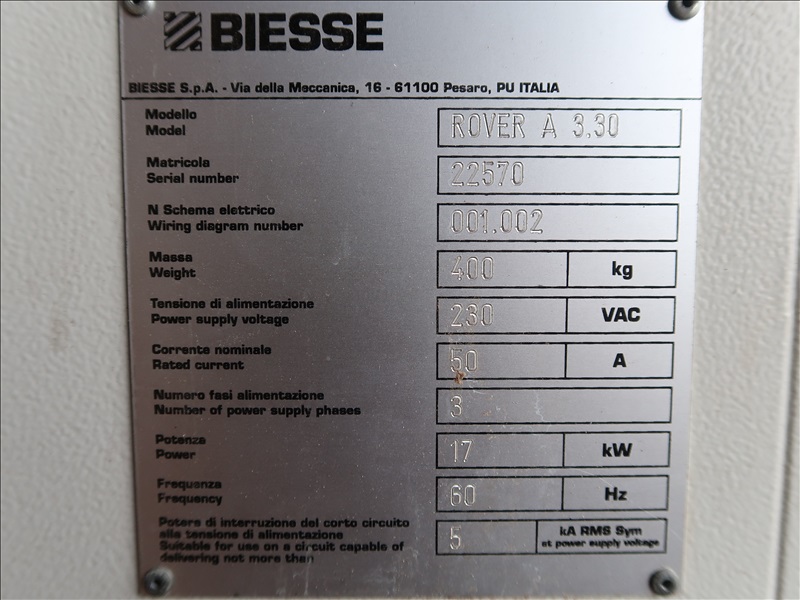 BIESSE
BIESSE S.p.A. - Via della Meccanica, 16 - 61100 Pesaro, PU ITALIA
Modello
Model
ROVER A 3.30
Matricola
Serial number
22570
N Schema elettrico
Wiring diagram number
001.002
Massa
Weight
400 kg
Tensione di alimentazione
Power supply voltage
230 VAC
Corrente nominale
Rated current
50 A
Numero fasi alimentazione
Number of power supply phases
3
Potenza
Power
17 kW
Frequenza
Frequency
60 Hz
Potere di interruzione del corto circuito
alla tensione di alimentazione
Suitable for use on a circuit capable of
delivering not more than
5 kA RMS Sym
at power supply voltage